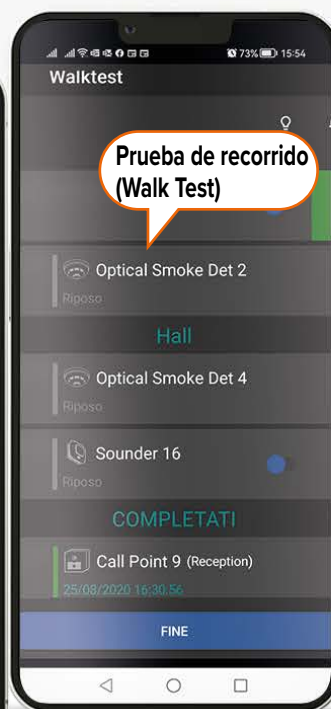 73% 15:54
Walktest
Prueba de recorrido
(Walk Test)
Optical Smoke Det 2
Riposo
Hall
Optical Smoke Det 4
Riposo
Sounder 16
Riposo
COMPLETATI
Call Point 9 (Reception)
25/08/2020 16:30:56
FINE